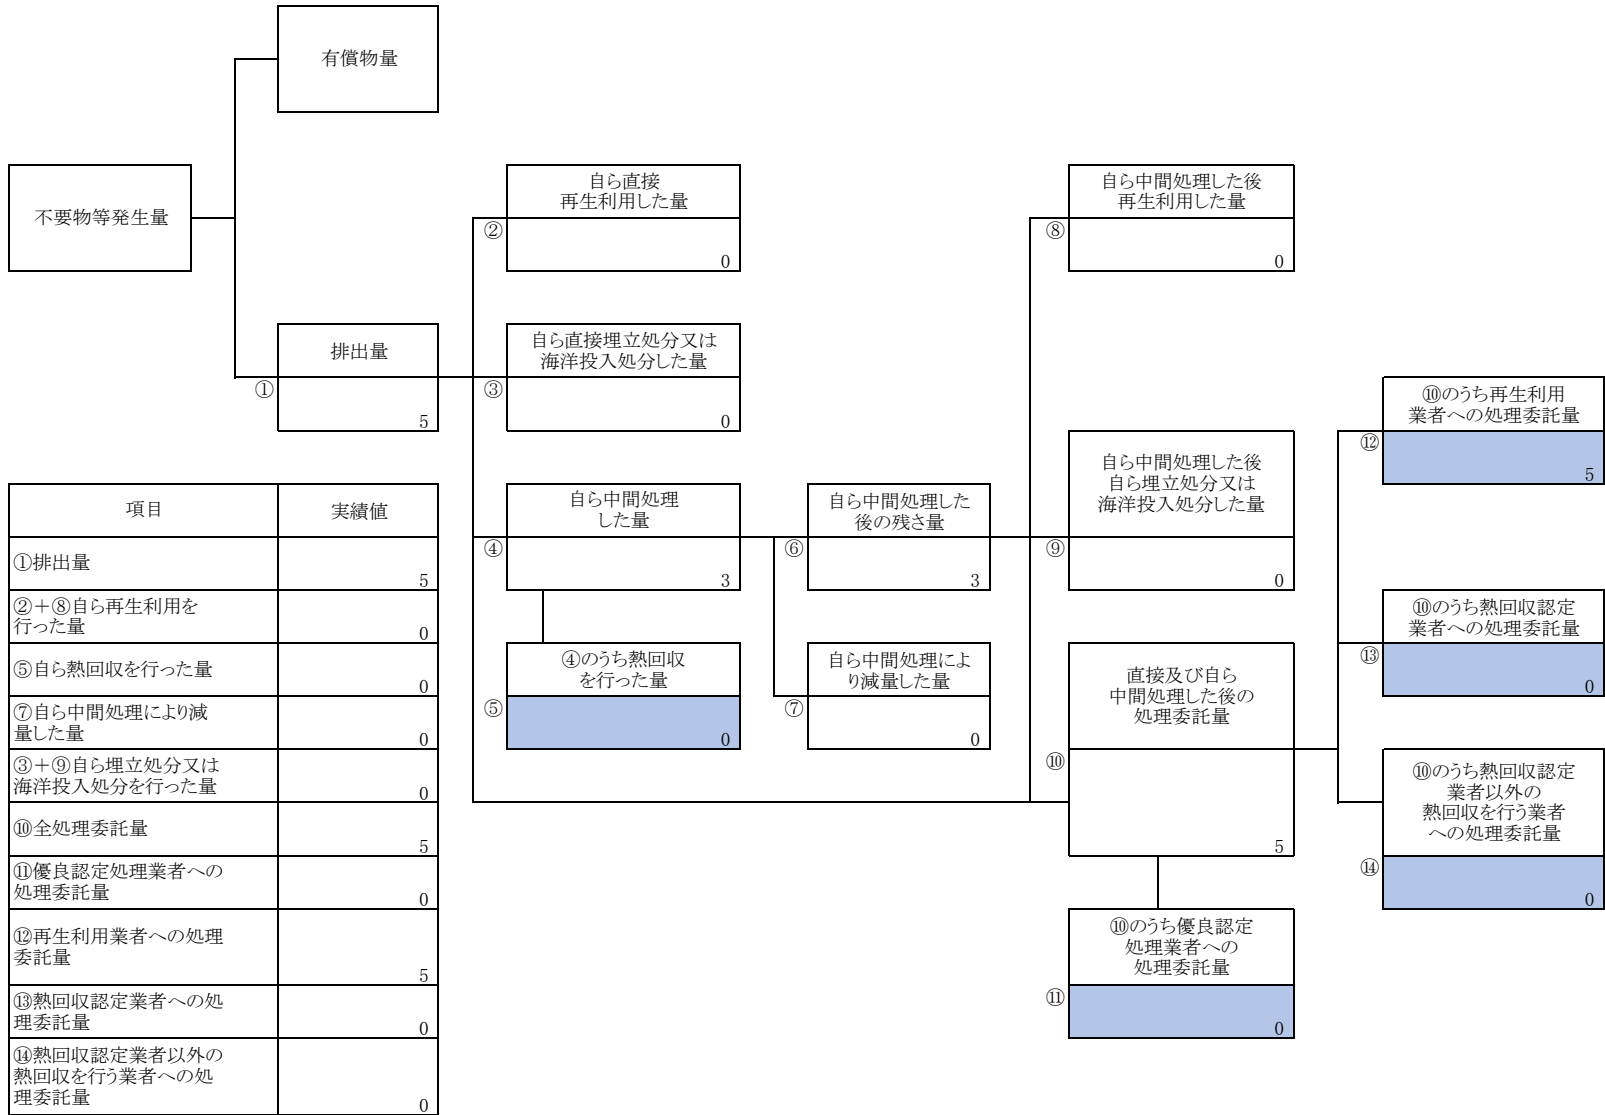 有償物量
不要物等発生量
自ら直接
再生利用した量
②
0
自ら中間処理した後
再生利用した量
⑧
0
排出量
①
5
自ら直接埋立処分又は
海洋投入処分した量
③
0
⑩のうち再生利用
業者への処理委託量
⑫
5
自ら中間処理した後
自ら埋立処分又は
海洋投入処分した量
⑨
0
自ら中間処理
した量
④
3
自ら中間処理した
後の残さ量
⑥
3
⑩のうち熱回収認定
業者への処理委託量
⑬
0
④のうち熱回収
を行った量
⑤
0
自ら中間処理によ
り減量した量
⑦
0
直接及び自ら
中間処理した後の
処理委託量
⑩
5
⑩のうち熱回収認定
業者以外の
熱回収を行う業者
への処理委託量
⑭
0
⑩のうち優良認定
処理業者への
処理委託量
⑪
0
項目 実績値
①排出量
5
②＋⑧自ら再生利用を
行った量
0
⑤自ら熱回収を行った量
0
⑦自ら中間処理により減
量した量
0
③＋⑨自ら埋立処分又は
海洋投入処分を行った量
0
⑩全処理委託量
5
⑪優良認定処理業者への
処理委託量
0
⑫再生利用業者への処理
委託量
5
⑬熱回収認定業者への処
理委託量
0
⑭熱回収認定業者以外の
熱回収を行う業者への処
理委託量
0